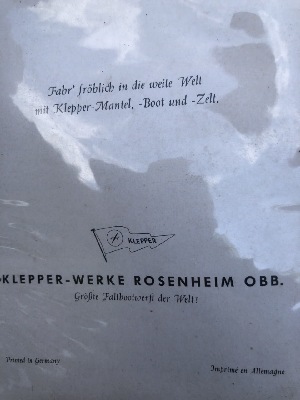 Fahr' fröhlich in die weite Welt
mit Klepper-Mantel, -Boot und -Zelt.
KLEPPER
KLEPPER-WERKE ROSENHEIM OBB.
Größte Faltbootwerft der Welt!
Printed in Germany
Imprimé en Allemagne